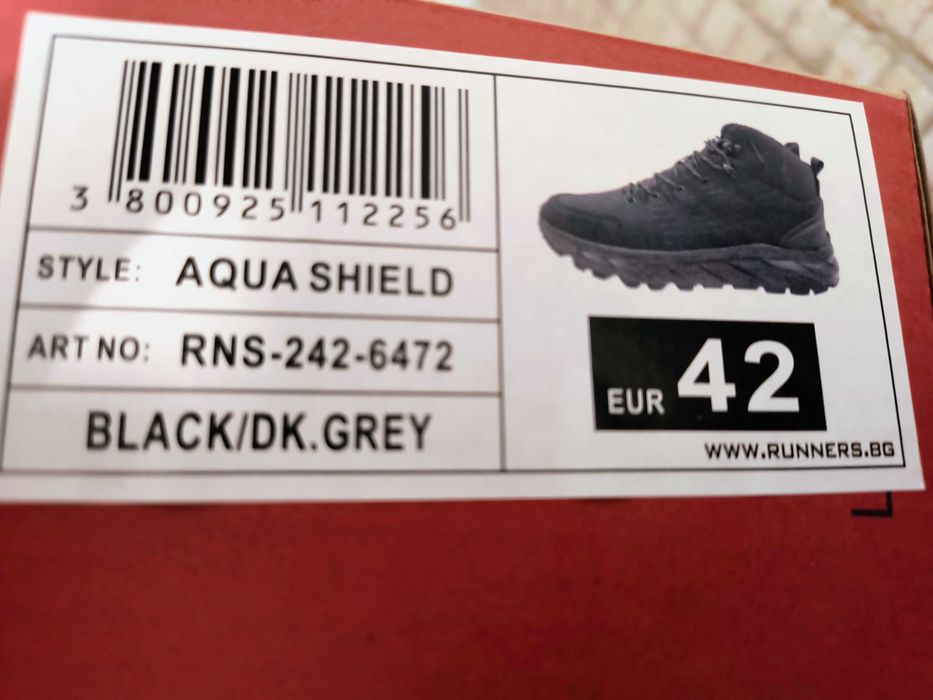 3 800925 112256
STYLE: AQUA SHIELD
ART NO: RNS-242-6472
BLACK/DK.GREY
EUR 42
WWW.RUNNERS.BG